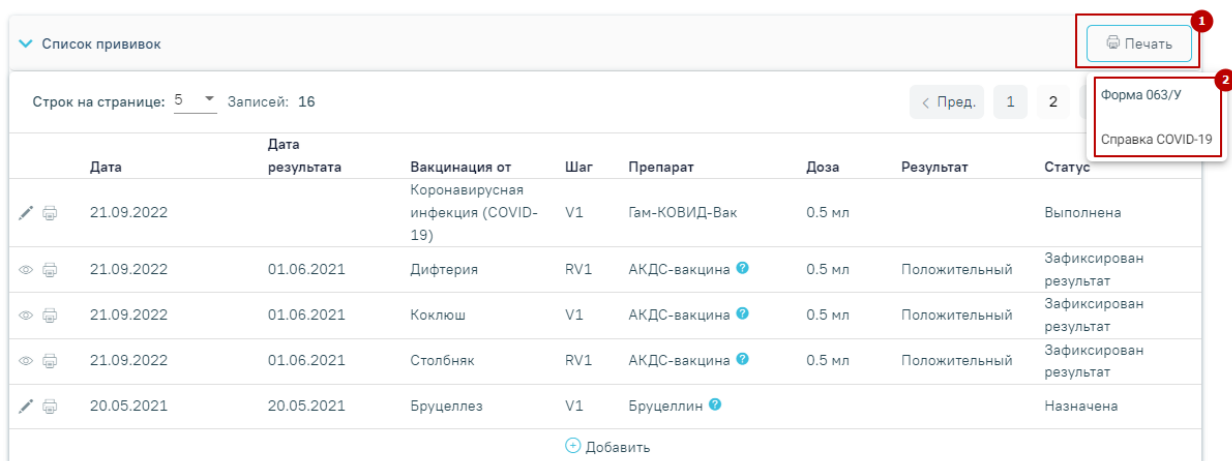 Список прививок
Печать
1
2
Форма 063/У
Справка COVID-19
Строк на странице: 5 Записей: 16
< Пред. 1 2
Дата Дата результата Вакцинация от Шаг Препарат Доза Результат Статус
21.09.2022 Коронавирусная инфекция (COVID-19) V1 Гам-КОВИД-Вак 0.5 мл Выполнена
21.09.2022 01.06.2021 Дифтерия RV1 АКДС-вакцина ? 0.5 мл Положительный Зафиксирован результат
21.09.2022 01.06.2021 Коклюш V1 АКДС-вакцина ? 0.5 мл Положительный Зафиксирован результат
21.09.2022 01.06.2021 Столбняк RV1 АКДС-вакцина ? 0.5 мл Положительный Зафиксирован результат
20.05.2021 20.05.2021 Бруцеллез V1 Бруцеллин ? Назначена
Добавить